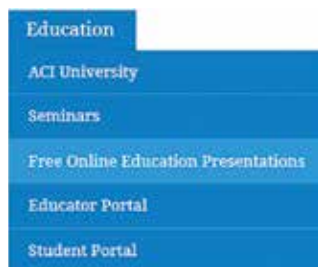 Education
ACI University
Seminars
Free Online Education Presentations
Educator Portal
Student Portal